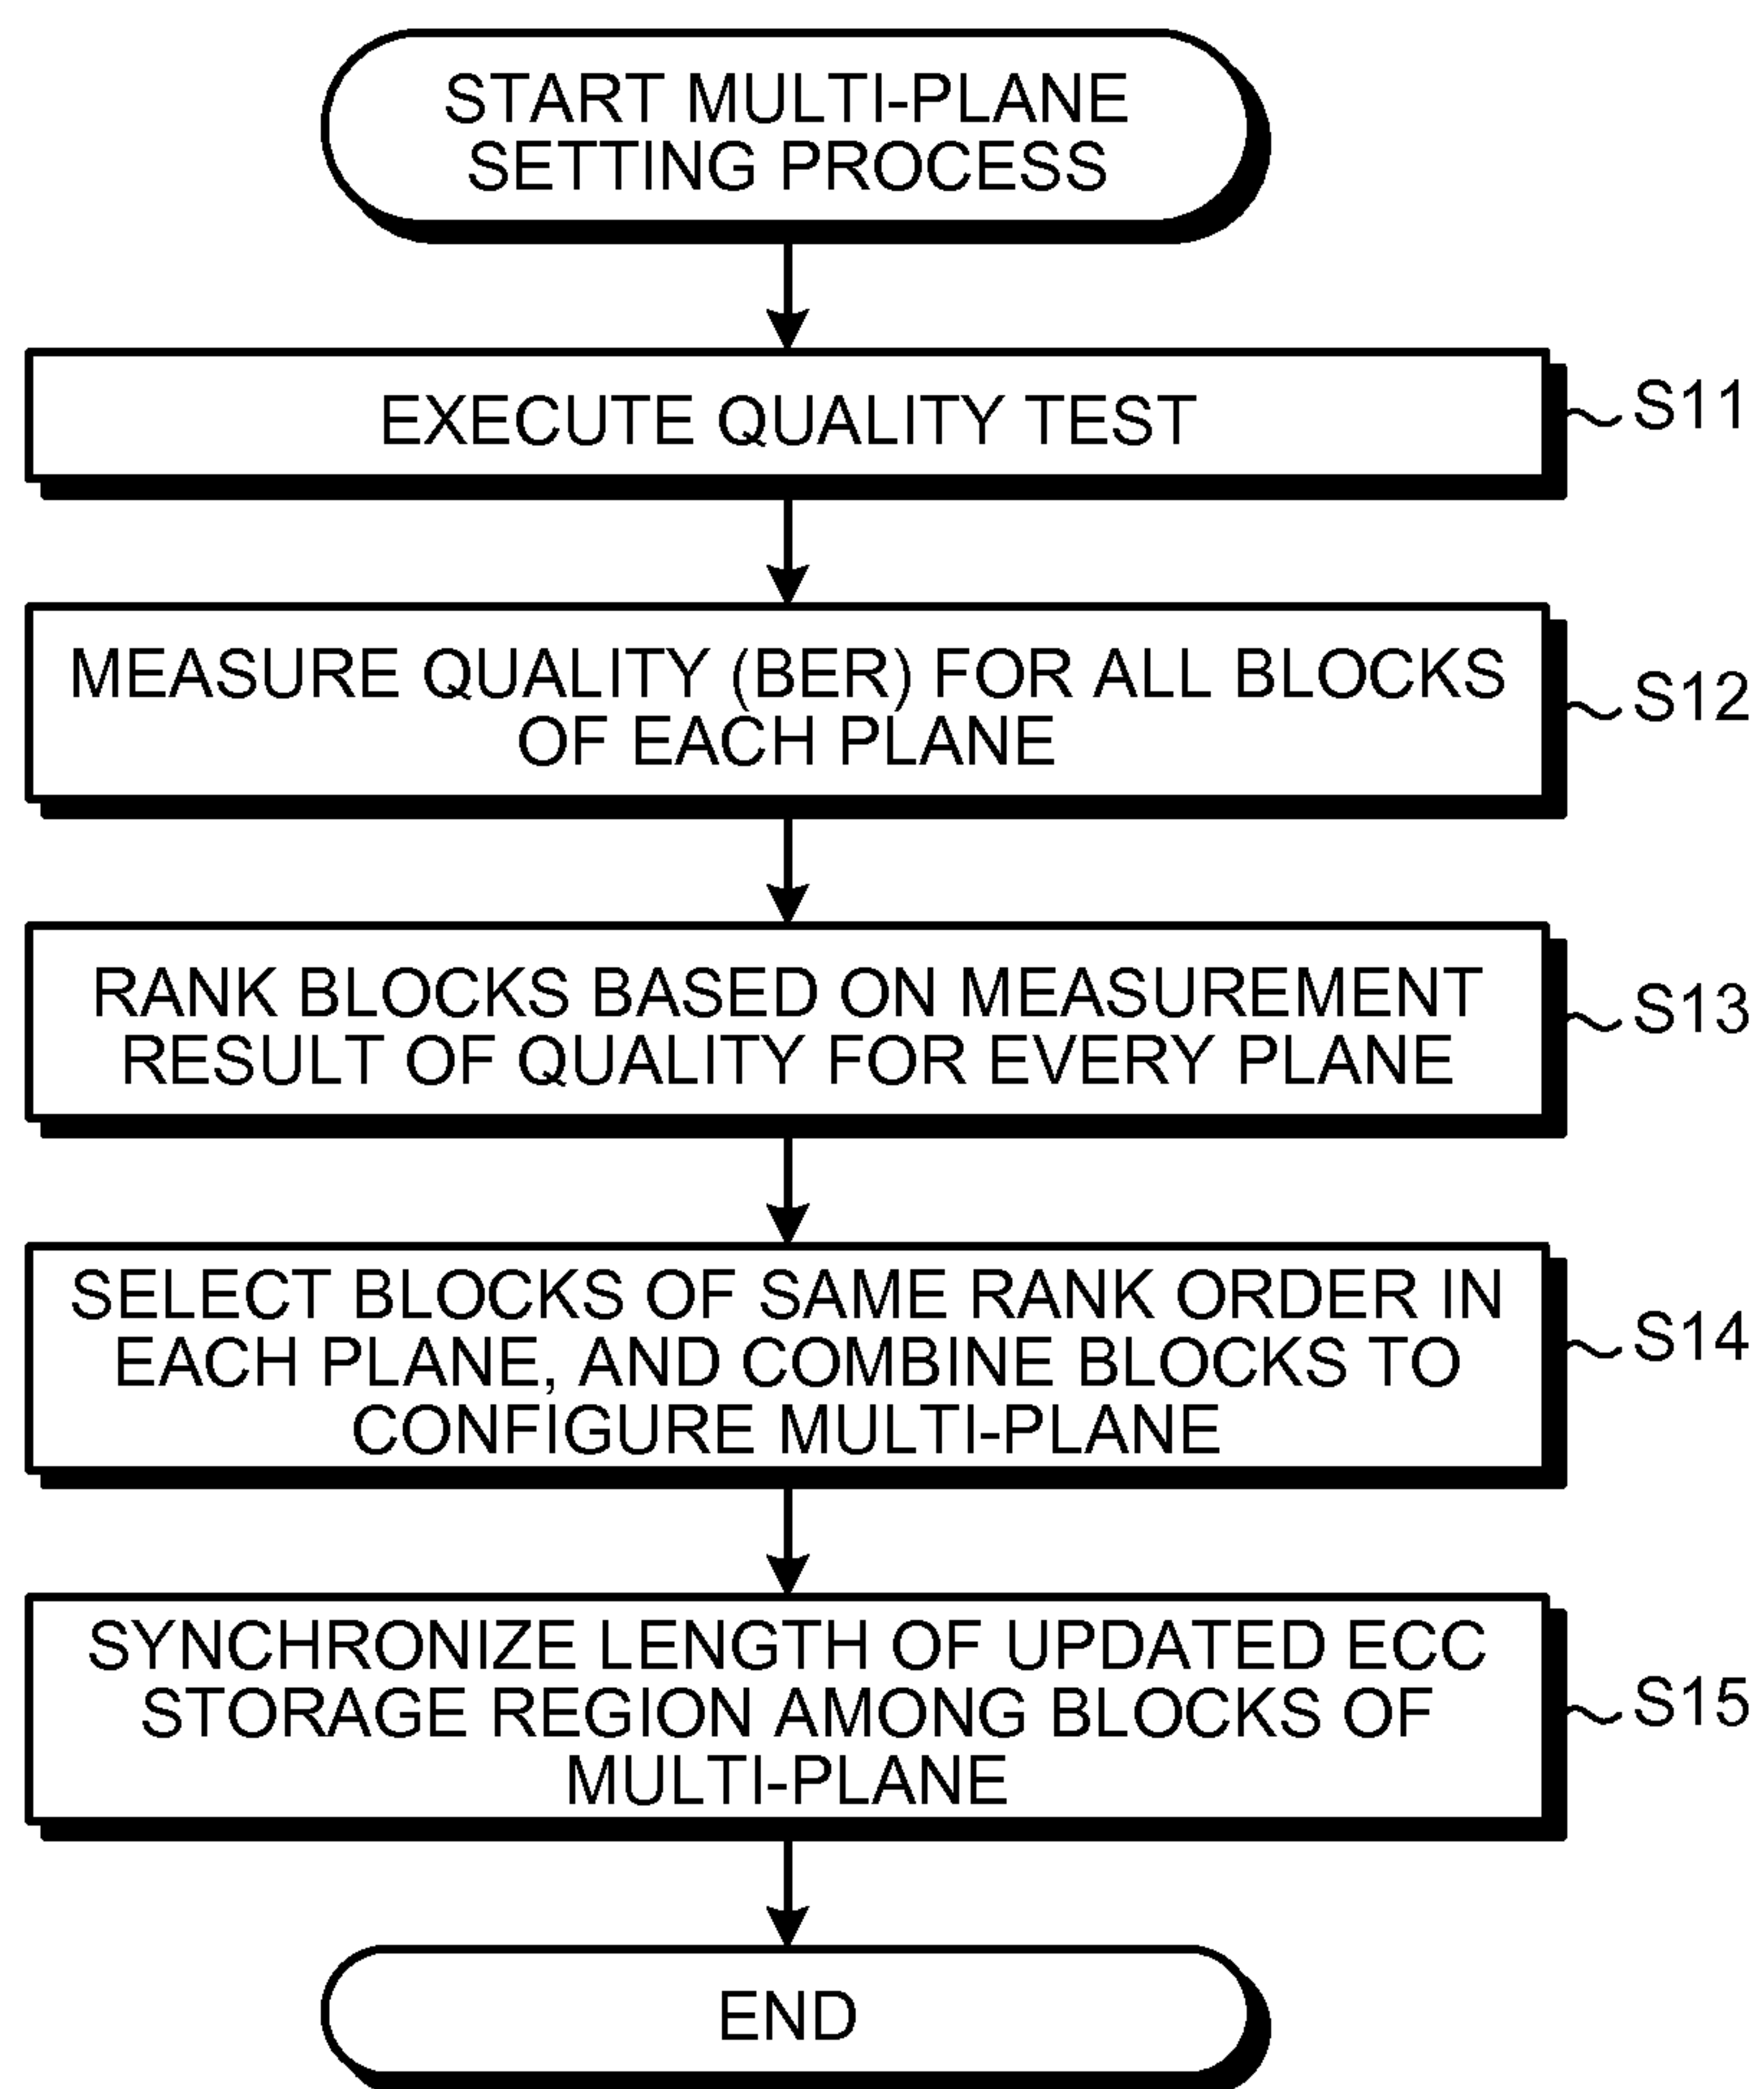 START MULTI-PLANE
SETTING PROCESS
EXECUTE QUALITY TEST
S11
MEASURE QUALITY (BER) FOR ALL BLOCKS
OF EACH PLANE
S12
RANK BLOCKS BASED ON MEASUREMENT
RESULT OF QUALITY FOR EVERY PLANE
S13
SELECT BLOCKS OF SAME RANK ORDER IN
EACH PLANE, AND COMBINE BLOCKS TO
CONFIGURE MULTI-PLANE
S14
SYNCHRONIZE LENGTH OF UPDATED ECC
STORAGE REGION AMONG BLOCKS OF
MULTI-PLANE
S15
END